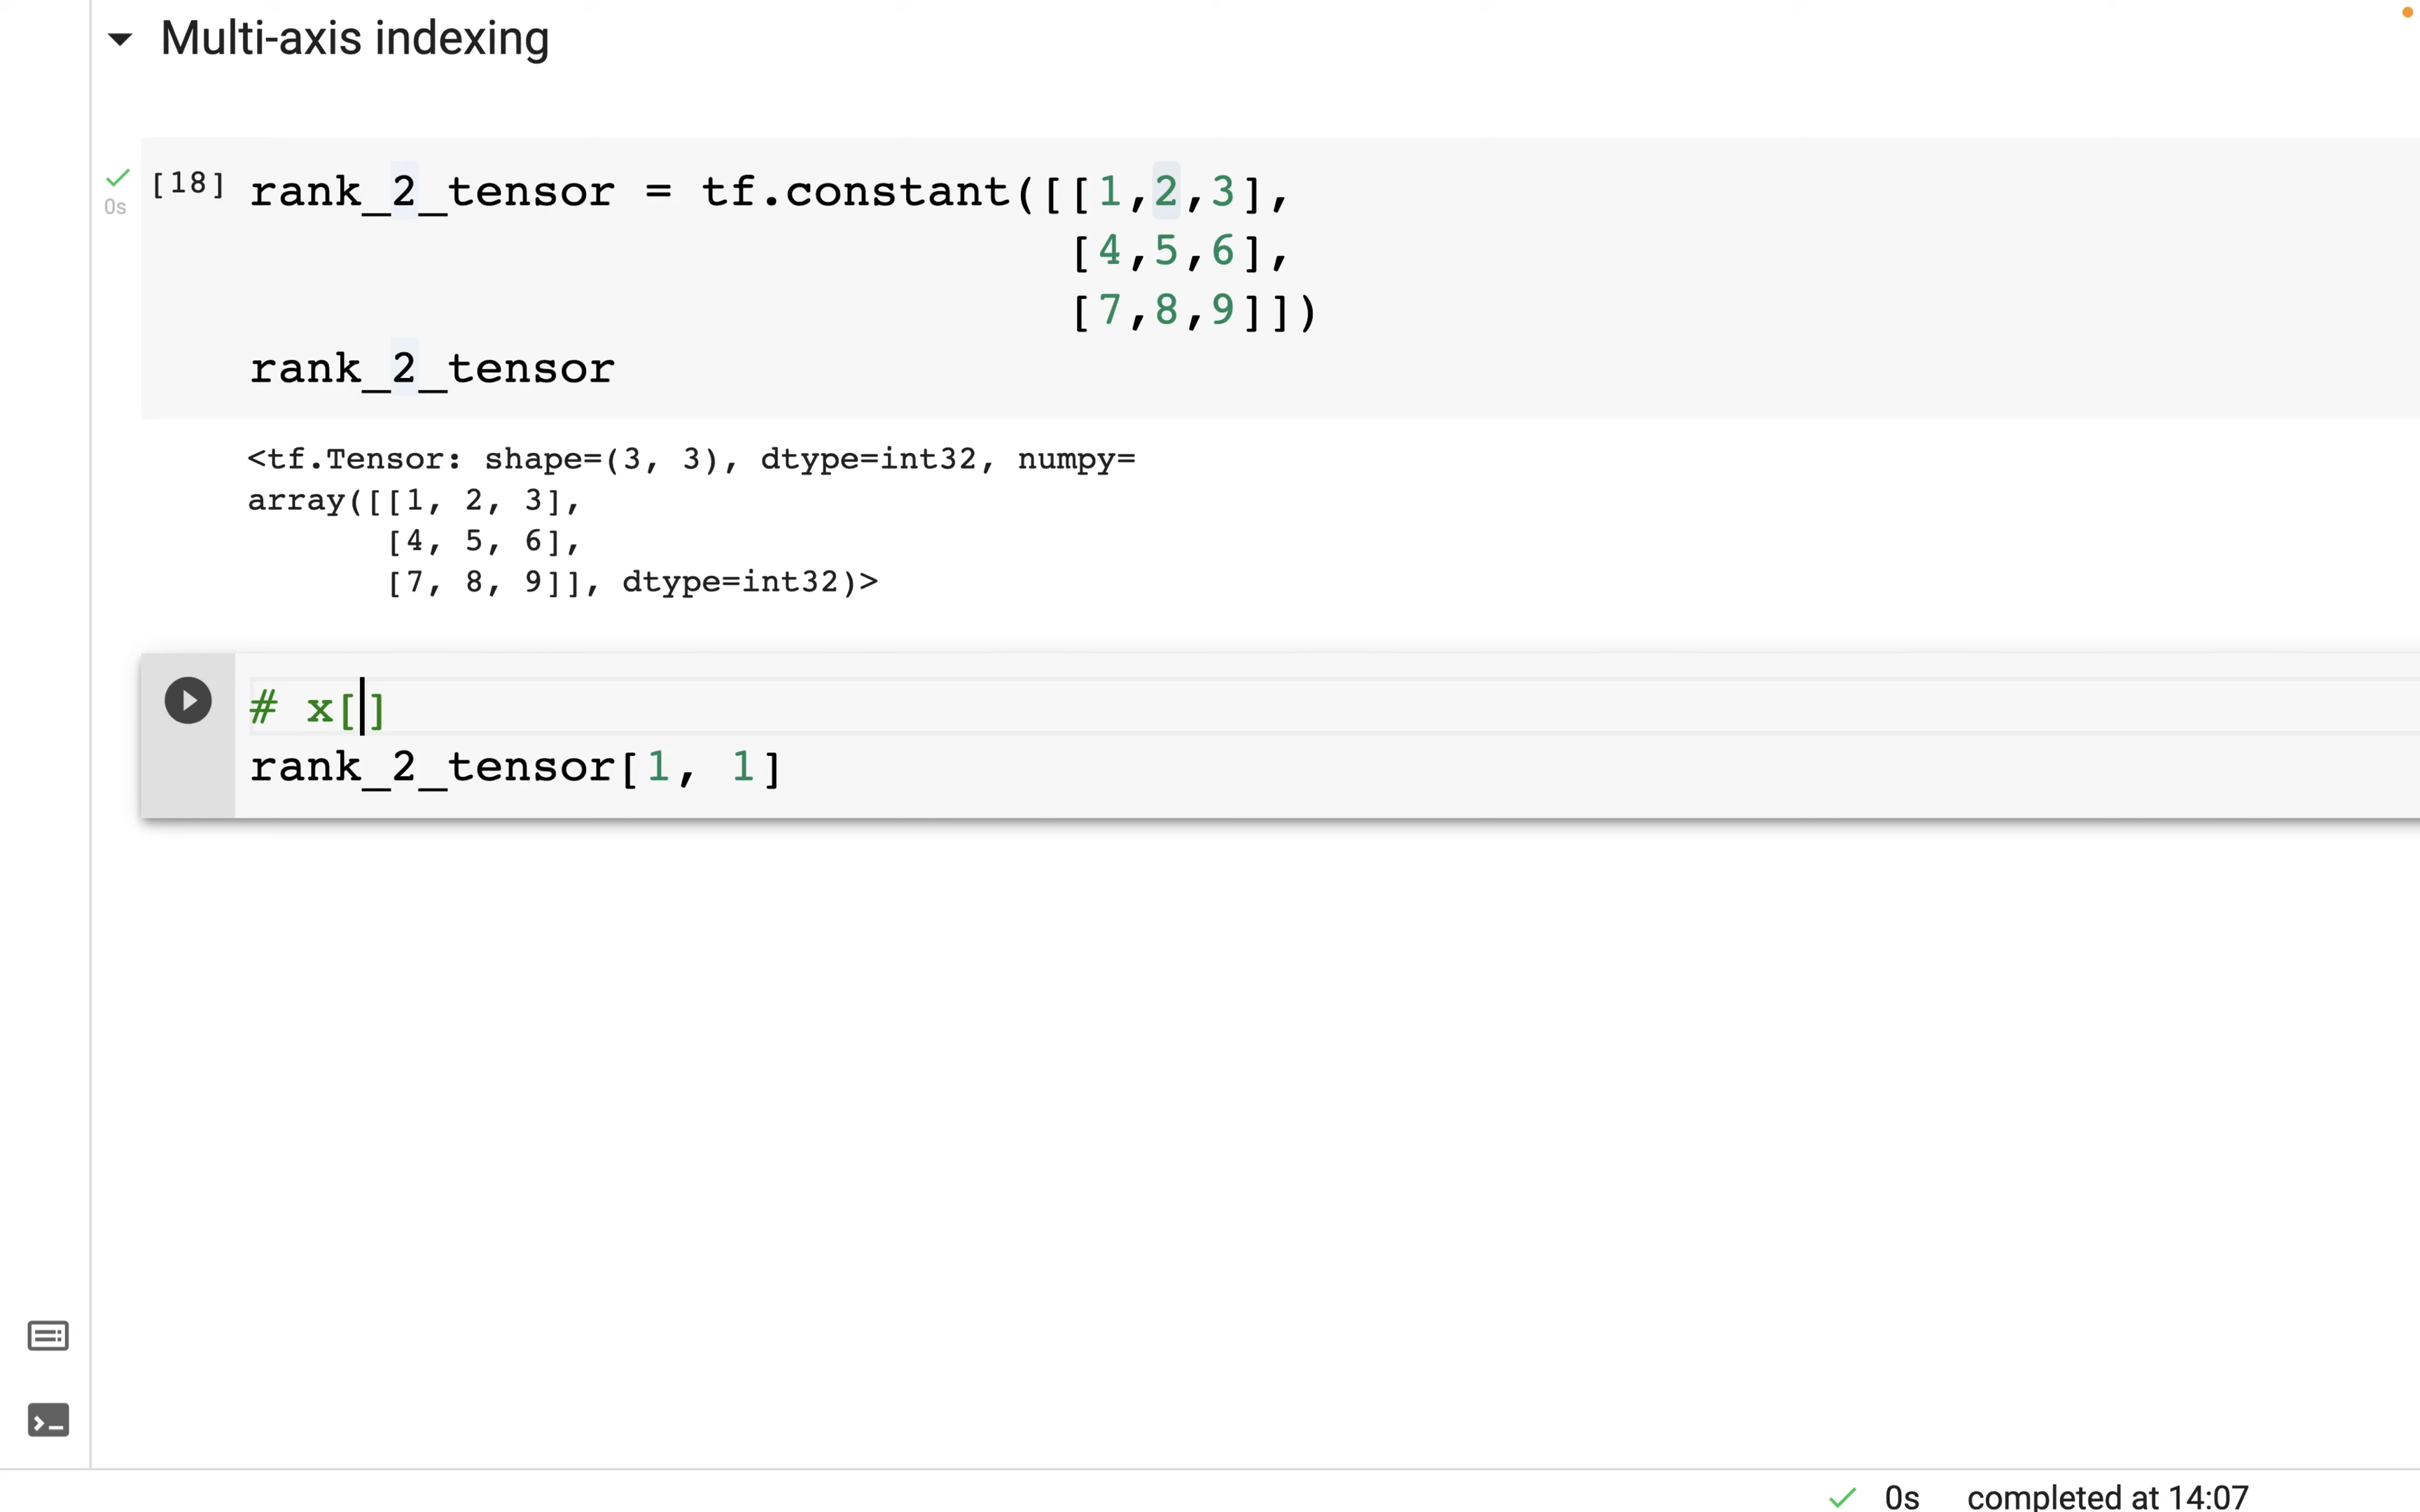 Multi-axis indexing
[18] rank_2_tensor = tf.constant([[1,2,3],
[4,5,6],
[7,8,9]])
0s
rank_2_tensor
<tf.Tensor: shape=(3, 3), dtype=int32, numpy=
array([[1, 2, 3],
[4, 5, 6],
[7, 8, 9]], dtype=int32)>
# x[]
rank_2_tensor[1, 1]
0s completed at 14:07